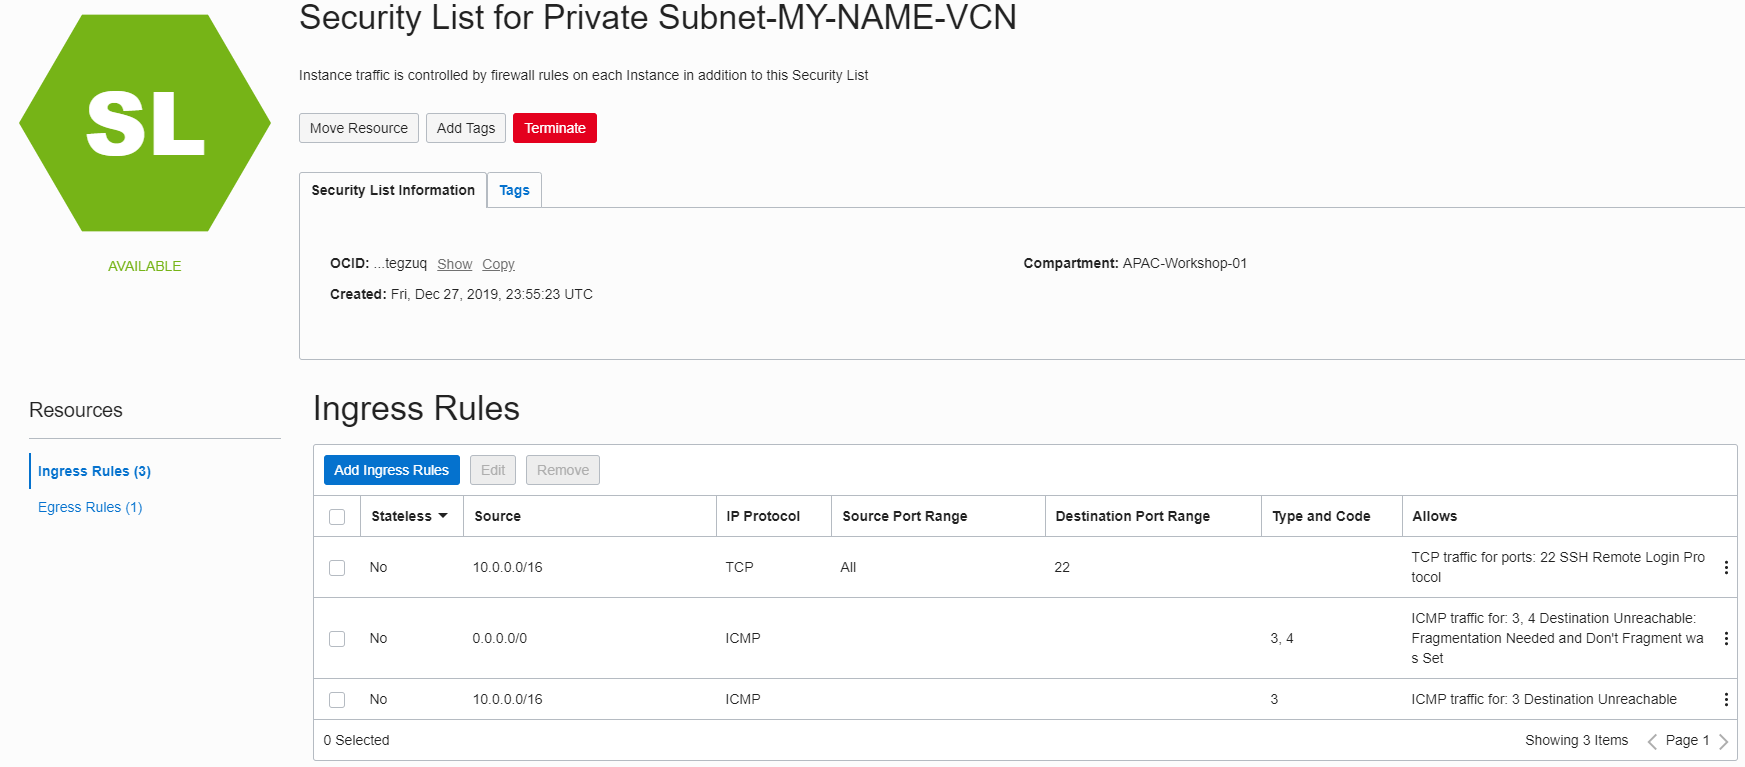 Security List for Private Subnet-MY-NAME-VCN
SL
AVAILABLE
Instance traffic is controlled by firewall rules on each Instance in addition to this Security List
Move Resource Add Tags Terminate
Security List Information Tags
OCID: ...tegzuq Show Copy
Compartment: APAC-Workshop-01
Created: Fri, Dec 27, 2019, 23:55:23 UTC
Resources
Ingress Rules (3)
Egress Rules (1)
Ingress Rules
Add Ingress Rules Edit Remove
Stateless Source IP Protocol Source Port Range Destination Port Range Type and Code Allows
No 10.0.0.0/16 TCP All 22 TCP traffic for ports: 22 SSH Remote Login Pro
tocol
No 0.0.0.0/0 ICMP 3, 4 ICMP traffic for: 3, 4 Destination Unreachable:
Fragmentation Needed and Don't Fragment wa
s Set
No 10.0.0.0/16 ICMP 3 ICMP traffic for: 3 Destination Unreachable
0 Selected Showing 3 Items Page 1